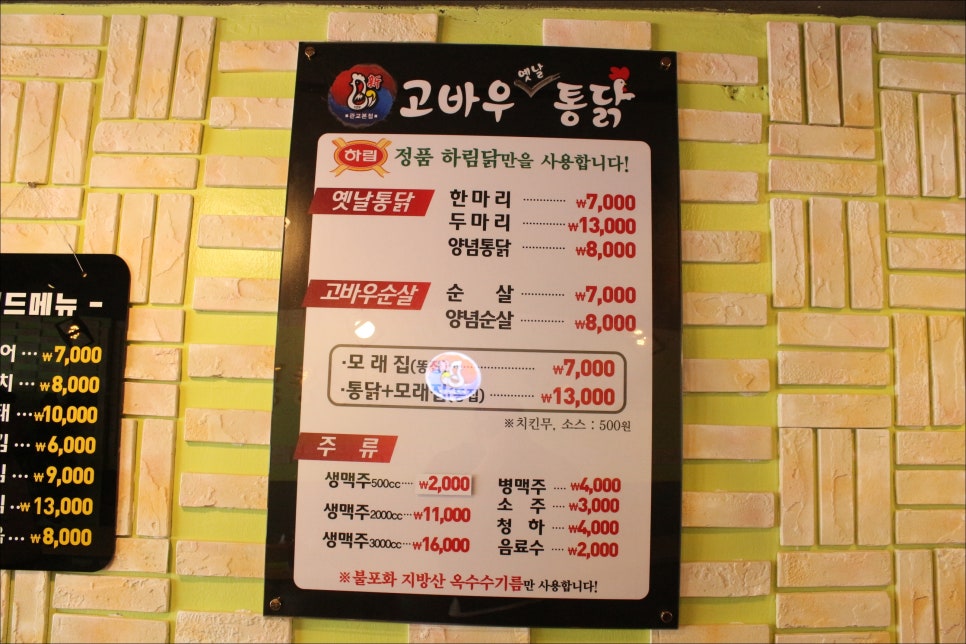 고바우 옛날 통닭
광교본점
하림 정품 하림닭만을 사용합니다!
옛날통닭
한마리 ············ ₩7,000
두마리 ············ ₩13,000
양념통닭 ₩8,000
고바우순살
순 살 ············ ₩7,000
양념순살 ············ ₩8,000
·모래집 ············ ₩7,000
·통닭+모래집 ············ ₩13,000
※치킨무, 소스 : 500원
주 류
생맥주500cc ··· ₩2,000
생맥주2000cc ··· ₩11,000
생맥주3000cc ··· ₩16,000
병맥주 ···· ₩4,000
소 주 ···· ₩3,000
청 하 ···· ₩4,000
음료수 ···· ₩2,000
※불포화 지방산 옥수수기름만 사용합니다!
드메뉴 -
어 ··· ₩7,000
치 ··· ₩8,000
태 ··· ₩10,000
₩6,000
₩9,000
₩13,000
₩8,000